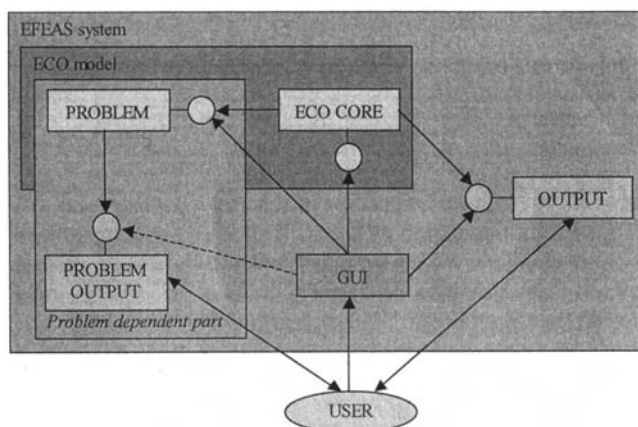 EFEAS system
ECO model
PROBLEM
ECO CORE
OUTPUT
PROBLEM
OUTPUT
GUI
Problem dependent part
USER